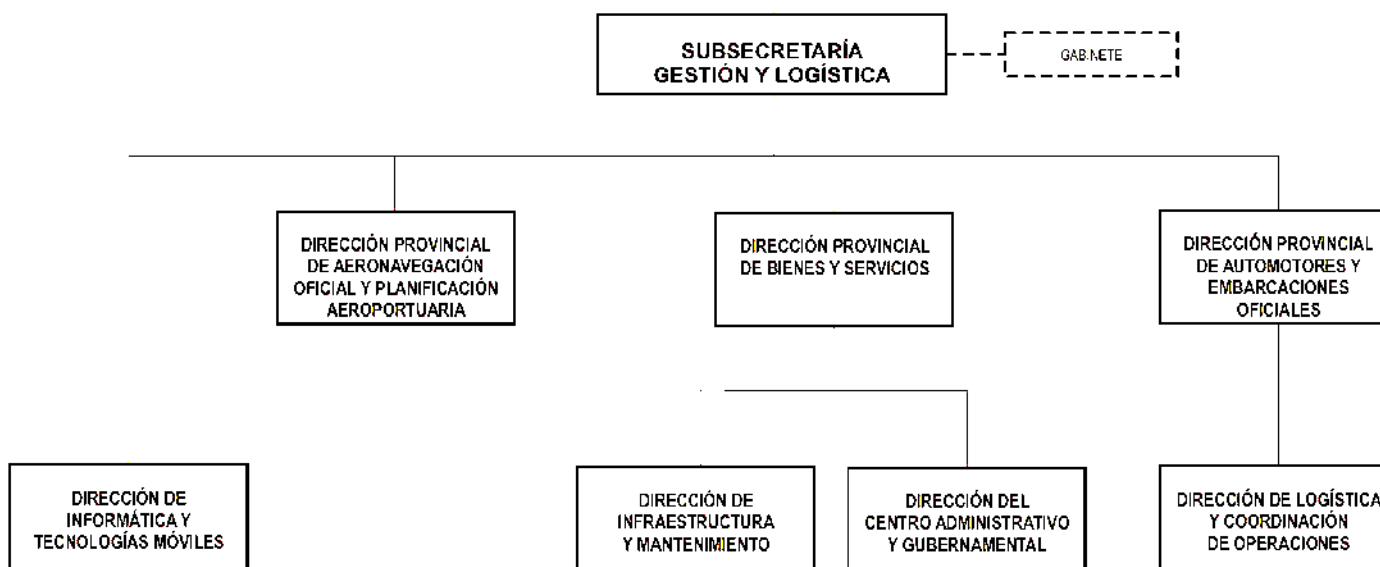 SUBSECRETARÍA
GESTIÓN Y LOGÍSTICA
GABINETE
DIRECCIÓN PROVINCIAL
DE AERONAVEGACIÓN
OFICIAL Y PLANIFICACIÓN
AEROPORTUARIA
DIRECCIÓN PROVINCIAL
DE BIENES Y SERVICIOS
DIRECCIÓN PROVINCIAL
DE AUTOMOTORES Y
EMBARCACIONES
OFICIALES
DIRECCIÓN DE
INFORMÁTICA Y
TECNOLOGÍAS MÓVILES
DIRECCIÓN DE
INFRAESTRUCTURA
Y MANTENIMIENTO
DIRECCIÓN DEL
CENTRO ADMINISTRATIVO
Y GUBERNAMENTAL
DIRECCIÓN DE LOGÍSTICA
Y COORDINACIÓN
DE OPERACIONES